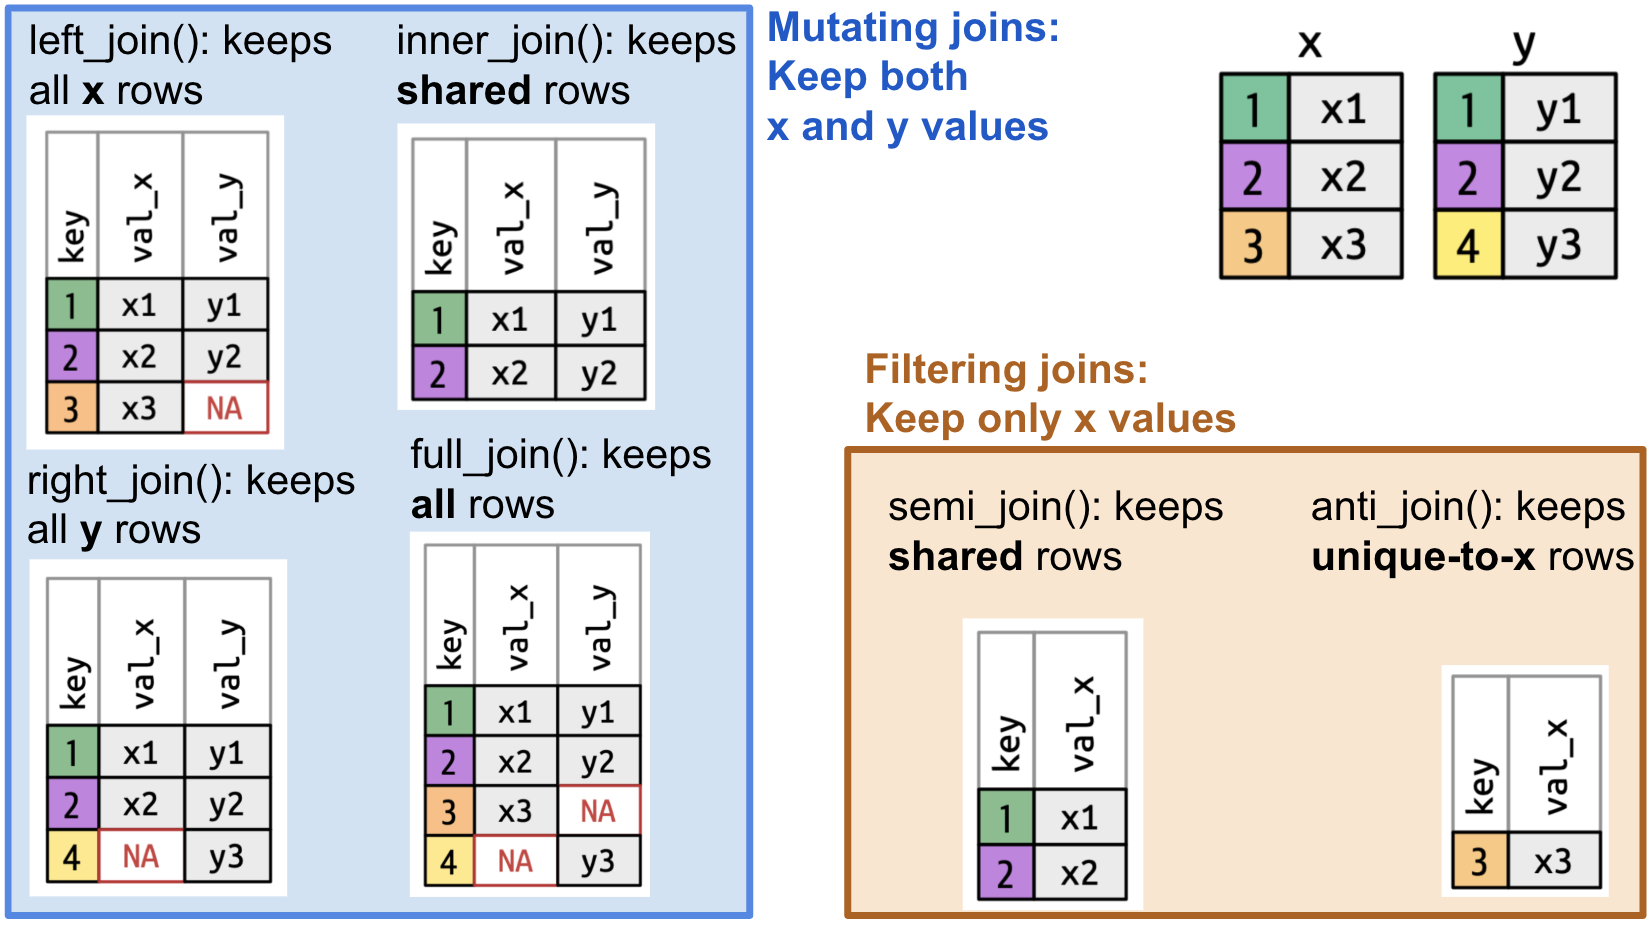 left_join(): keeps
all x rows
key val_x val_y
1 x1 y1
2 x2 y2
3 x3 NA
inner_join(): keeps
shared rows
key val_x val_y
1 x1 y1
2 x2 y2
right_join(): keeps
all y rows
key val_x val_y
1 x1 y1
2 x2 y2
4 NA y3
full_join(): keeps
all rows
key val_x val_y
1 x1 y1
2 x2 y2
3 x3 NA
4 NA y3
Mutating joins:
Keep both
x and y values
x y
1 x1 1 y1
2 x2 2 y2
3 x3 4 y3
Filtering joins:
Keep only x values
semi_join(): keeps
shared rows
key val_x
1 x1
2 x2
anti_join(): keeps
unique-to-x rows
key val_x
3 x3